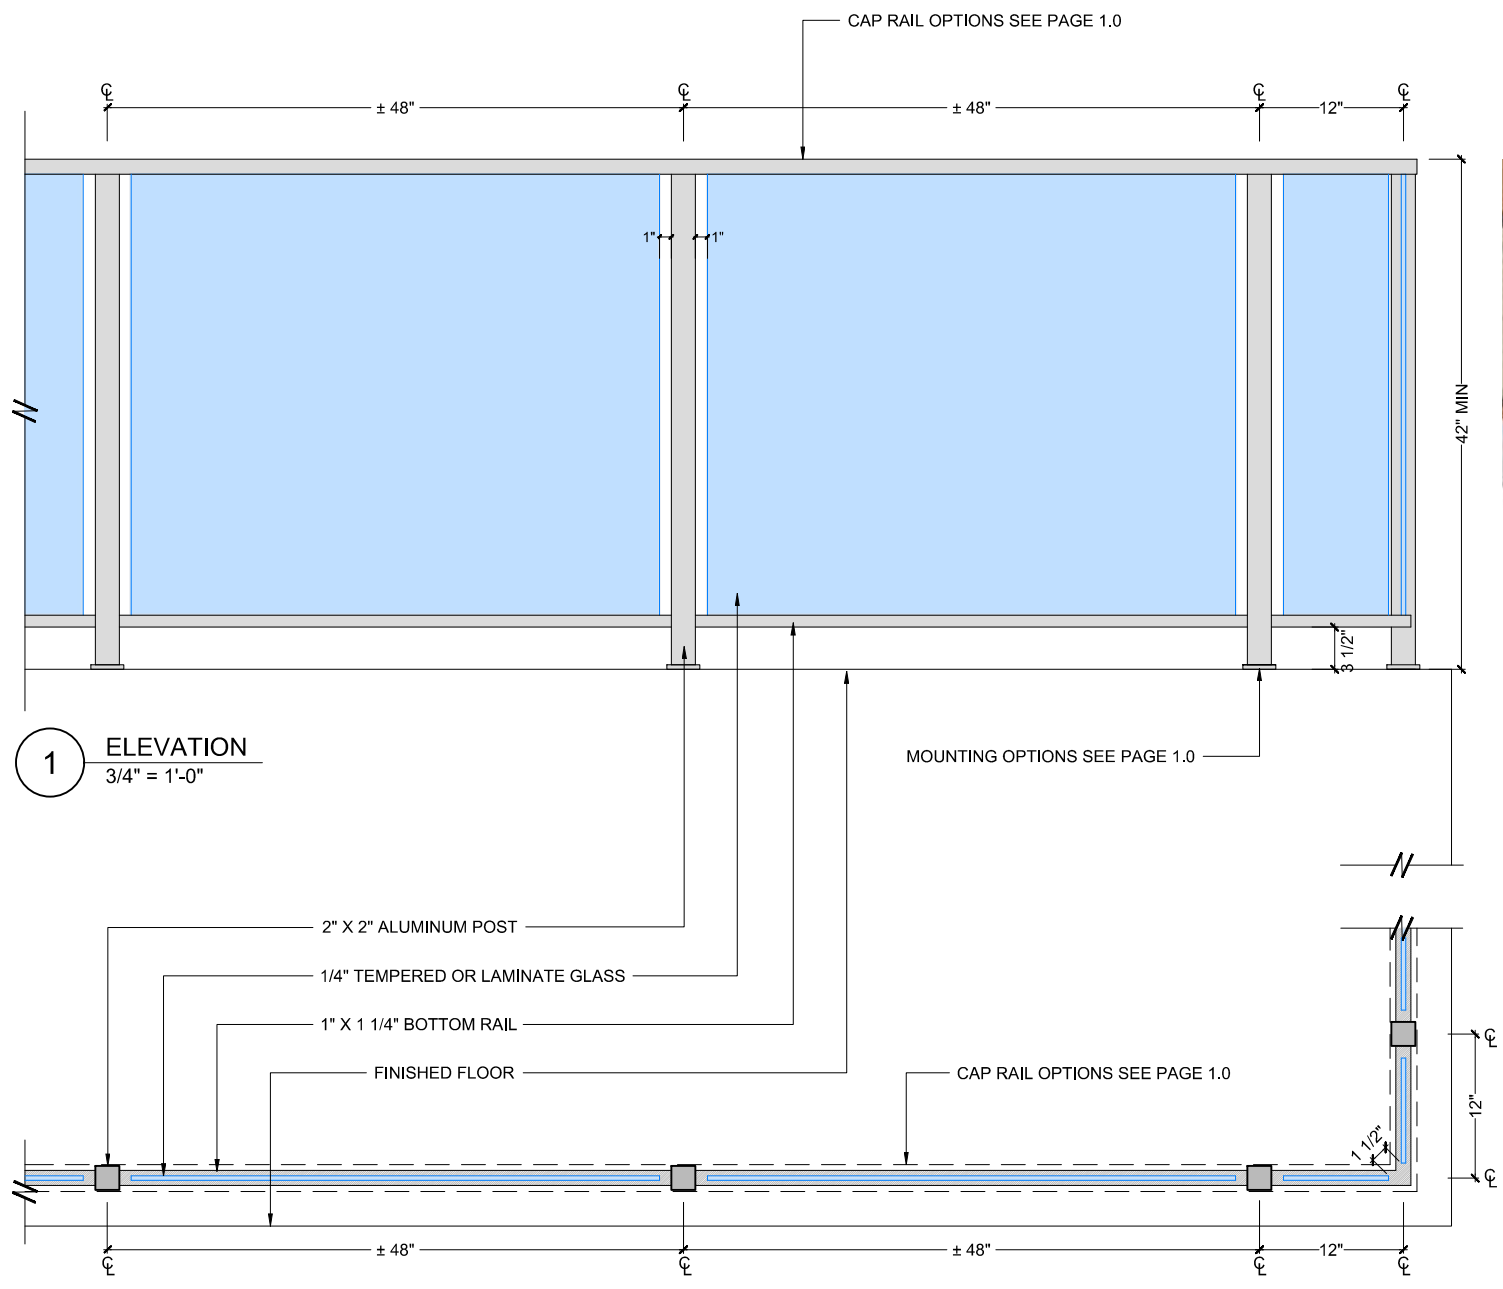 CAP RAIL OPTIONS SEE PAGE 1.0
℄ ℄ ℄ ℄
± 48" ± 48" 12"
1" 1"
42" MIN
3 1/2"
1 ELEVATION
3/4" = 1'-0"
MOUNTING OPTIONS SEE PAGE 1.0
2" X 2" ALUMINUM POST
1/4" TEMPERED OR LAMINATE GLASS
1" X 1 1/4" BOTTOM RAIL
℄
FINISHED FLOOR
CAP RAIL OPTIONS SEE PAGE 1.0
12"
1 1/2"
℄
± 48" ± 48" 12"
℄ ℄ ℄ ℄